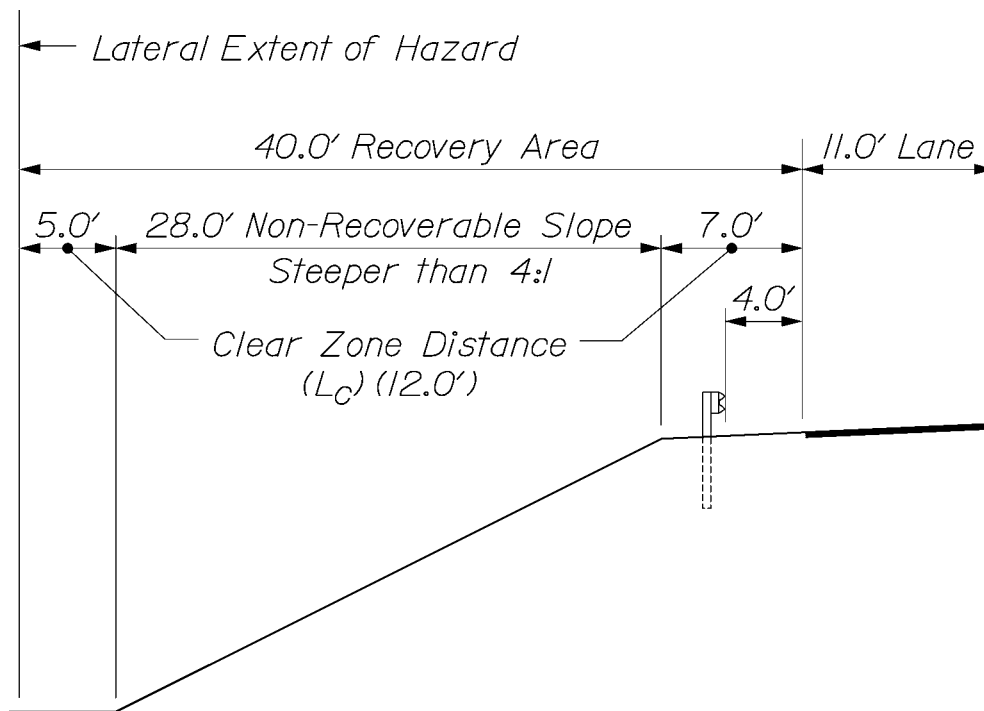 Lateral Extent of Hazard
40.0' Recovery Area
11.0' Lane
5.0'
28.0' Non-Recoverable Slope
Steeper than 4:1
7.0'
4.0'
Clear Zone Distance
(LC) (12.0')